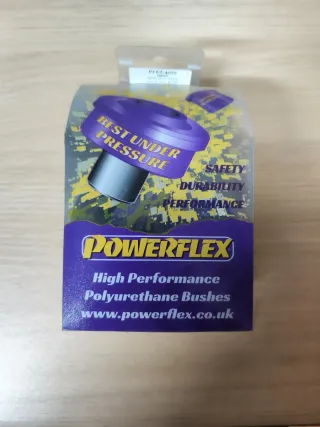 BEST UNDER
PRESSURE
SAFETY
DURABILITY
PERFORMANCE
POWERFLEX
High Performance
Polyurethane Bushes
www.powerflex.co.uk